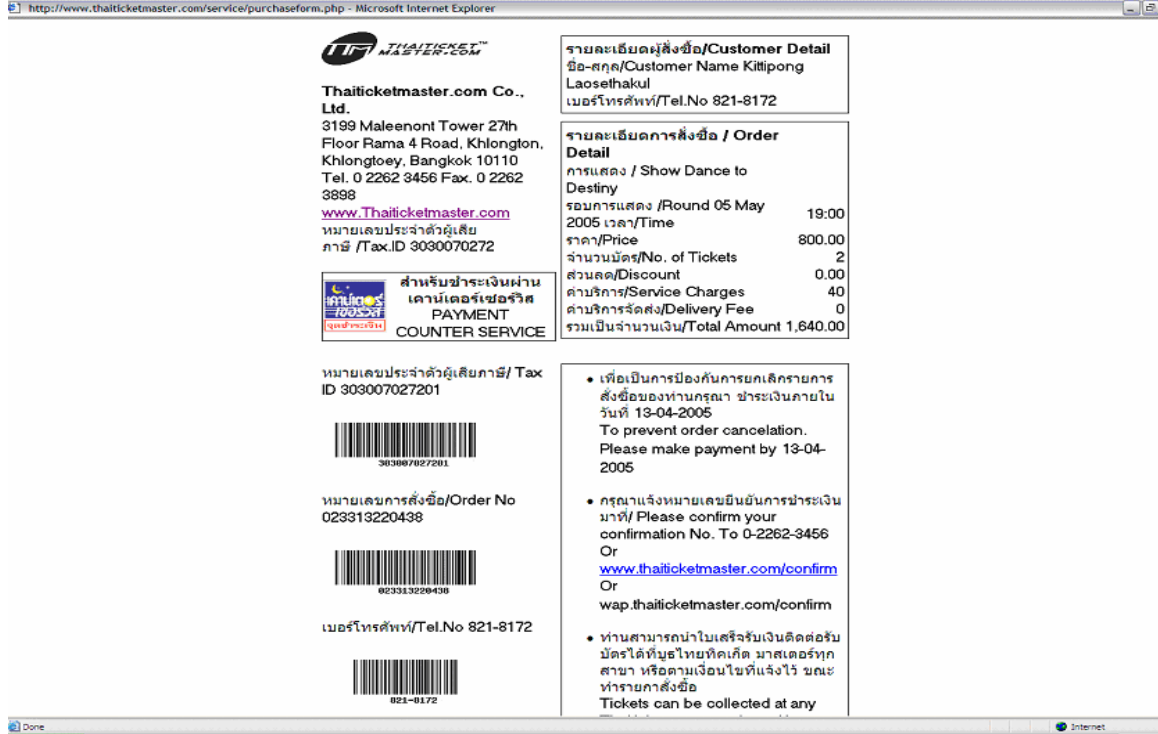 http://www.thaiticketmaster.com/service/purchaseform.php - Microsoft Internet Explorer
TTM THAITICKET™
MASTER•COM
Thaiticketmaster.com Co.,
Ltd.
3199 Maleenont Tower 27th
Floor Rama 4 Road, Khlongton,
Khlongtoey, Bangkok 10110
Tel. 0 2262 3456 Fax. 0 2262
3898
www.Thaiticketmaster.com
หมายเลขประจำตัวผู้เสีย
ภาษี /Tax.ID 3030070272
เคาน์เตอร์
เซอร์วิส
จุดชำระเงิน
สำหรับชำระเงินผ่าน
เคาน์เตอร์เซอร์วิส
PAYMENT
COUNTER SERVICE
หมายเลขประจำตัวผู้เสียภาษี/ Tax
ID 303007027201
303007027201
หมายเลขการสั่งซื้อ/Order No
023313220438
023313220438
เบอร์โทรศัพท์/Tel.No 821-8172
821-8172
รายละเอียดผู้สั่งซื้อ/Customer Detail
ชื่อ-สกุล/Customer Name Kittipong
Laosethakul
เบอร์โทรศัพท์/Tel.No 821-8172
รายละเอียดการสั่งซื้อ / Order
Detail
การแสดง / Show Dance to
Destiny
รอบการแสดง /Round 05 May
2005 เวลา/Time 19:00
ราคา/Price 800.00
จำนวนบัตร/No. of Tickets 2
ส่วนลด/Discount 0.00
ค่าบริการ/Service Charges 40
ค่าบริการจัดส่ง/Delivery Fee 0
รวมเป็นจำนวนเงิน/Total Amount 1,640.00
• เพื่อเป็นการป้องกันการยกเลิกรายการ
สั่งซื้อของท่านกรุณา ชำระเงินภายใน
วันที่ 13-04-2005
To prevent order cancelation.
Please make payment by 13-04-
2005
• กรุณาแจ้งหมายเลขยืนยันการชำระเงิน
มาที่/ Please confirm your
confirmation No. To 0-2262-3456
Or
www.thaiticketmaster.com/confirm
Or
wap.thaiticketmaster.com/confirm
• ท่านสามารถนำใบเสร็จรับเงินติดต่อรับ
บัตรได้ที่บูธไทยทิคเก็ต มาสเตอร์ทุก
สาขา หรือตามเงื่อนไขที่แจ้งไว้ ขณะ
ทำรายกาสั่งซื้อ
Tickets can be collected at any
Done
Internet